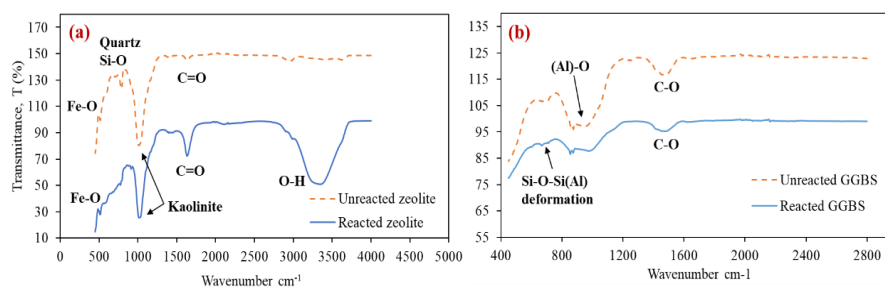 (a)
Transmittance, T (%)
170
150
130
110
90
70
50
30
10
Quartz
Si-O
Fe-O
C=O
C=O
Fe-O
O-H
Kaolinite
Unreacted zeolite
Reacted zeolite
0 500 1000 1500 2000 2500 3000 3500 4000 4500 5000
Wavenumber cm⁻¹
(b)
135
125
115
105
95
85
75
65
55
(Al)-O
C-O
C-O
Si-O-Si(Al)
deformation
Unreacted GGBS
Reacted GGBS
400 800 1200 1600 2000 2400 2800
Wavenumber cm-1